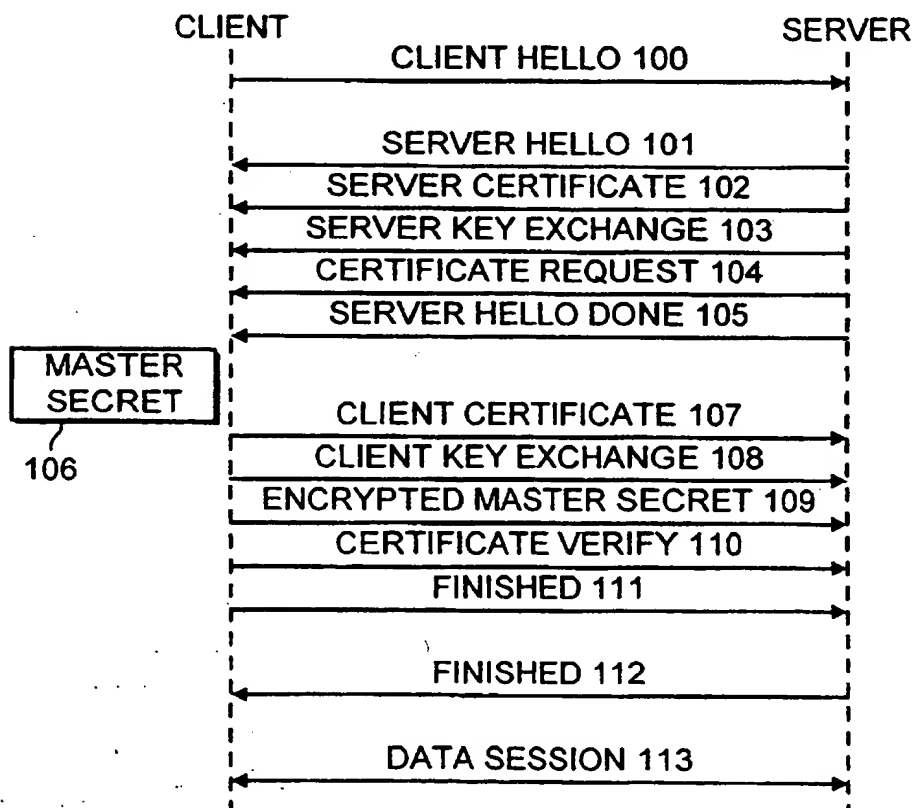 CLIENT
SERVER
CLIENT HELLO 100
SERVER HELLO 101
SERVER CERTIFICATE 102
SERVER KEY EXCHANGE 103
CERTIFICATE REQUEST 104
SERVER HELLO DONE 105
MASTER
SECRET
106
CLIENT CERTIFICATE 107
CLIENT KEY EXCHANGE 108
ENCRYPTED MASTER SECRET 109
CERTIFICATE VERIFY 110
FINISHED 111
FINISHED 112
DATA SESSION 113